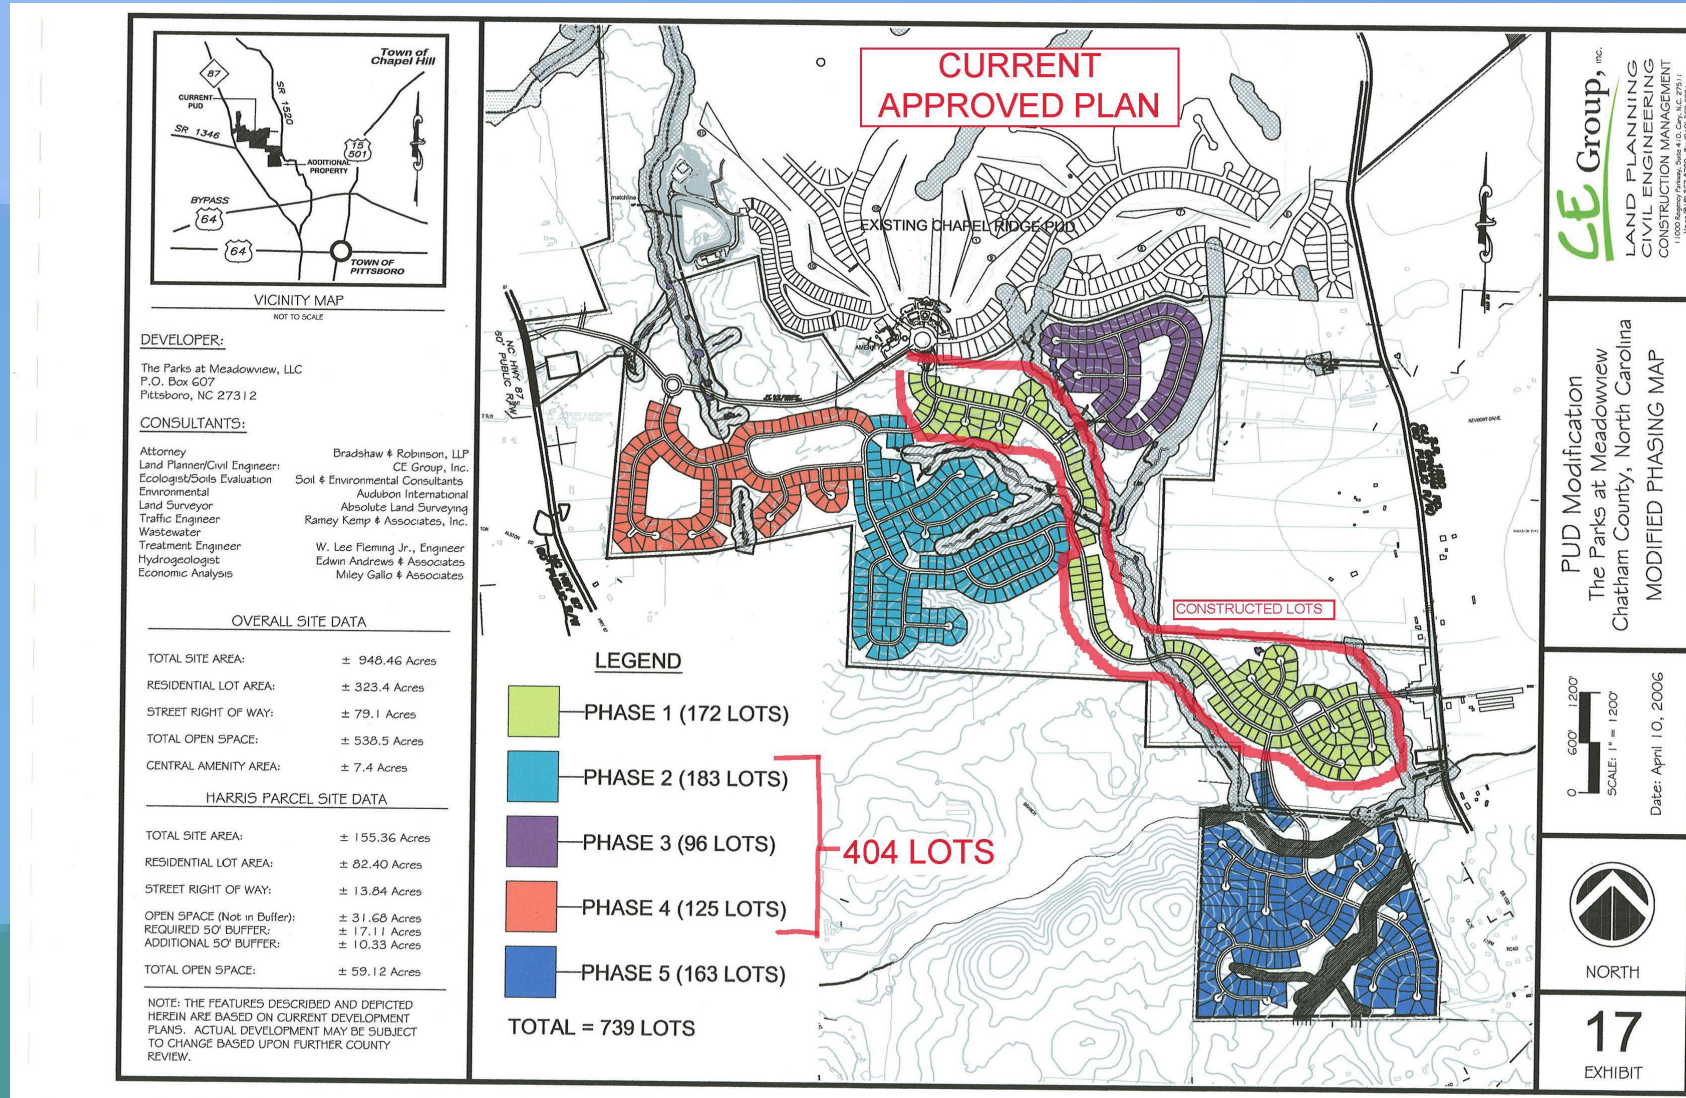 87
Town of
Chapel Hill
CURRENT
PUD
SR 1520
SR 1346
15
501
ADDITIONAL
PROPERTY
BYPASS
64
64
TOWN OF
PITTSBORO
VICINITY MAP
NOT TO SCALE
DEVELOPER:
The Parks at Meadowview, LLC
P.O. Box 607
Pittsboro, NC 27312
CONSULTANTS:
Attorney Bradshaw & Robinson, LLP
Land Planner/Civil Engineer: CE Group, Inc.
Ecologist/Soils Evaluation Soil & Environmental Consultants
Environmental Audubon International
Land Surveyor Absolute Land Surveying
Traffic Engineer Ramey Kemp & Associates, Inc.
Wastewater
Treatment Engineer W. Lee Fleming Jr., Engineer
Hydrogeologist Edwin Andrews & Associates
Economic Analysis Miley Gallo & Associates
OVERALL SITE DATA
TOTAL SITE AREA: ± 948.46 Acres
RESIDENTIAL LOT AREA: ± 323.4 Acres
STREET RIGHT OF WAY: ± 79.1 Acres
TOTAL OPEN SPACE: ± 538.5 Acres
CENTRAL AMENITY AREA: ± 7.4 Acres
HARRIS PARCEL SITE DATA
TOTAL SITE AREA: ± 155.36 Acres
RESIDENTIAL LOT AREA: ± 82.40 Acres
STREET RIGHT OF WAY: ± 13.84 Acres
OPEN SPACE (Not in Buffer): ± 31.68 Acres
REQUIRED 50' BUFFER: ± 17.11 Acres
ADDITIONAL 50' BUFFER: ± 10.33 Acres
TOTAL OPEN SPACE: ± 59.12 Acres
NOTE: THE FEATURES DESCRIBED AND DEPICTED
HEREIN ARE BASED ON CURRENT DEVELOPMENT
PLANS. ACTUAL DEVELOPMENT MAY BE SUBJECT
TO CHANGE BASED UPON FURTHER COUNTY
REVIEW.
CURRENT
APPROVED PLAN
matchline
EXISTING CHAPEL RIDGE PUD
NC HWY 87
60' PUBLIC R/W
NC HWY 87
CONSTRUCTED LOTS
LEGEND
PHASE 1 (172 LOTS)
PHASE 2 (183 LOTS)
PHASE 3 (96 LOTS)
PHASE 4 (125 LOTS)
PHASE 5 (163 LOTS)
404 LOTS
TOTAL = 739 LOTS
CE Group, INC.
LAND PLANNING
CIVIL ENGINEERING
CONSTRUCTION MANAGEMENT
PUD Modification
The Parks at Meadowview
Chatham County, North Carolina
MODIFIED PHASING MAP
0 600' 1200'
SCALE: 1" = 1200'
Date: April 10, 2006
NORTH
17
EXHIBIT